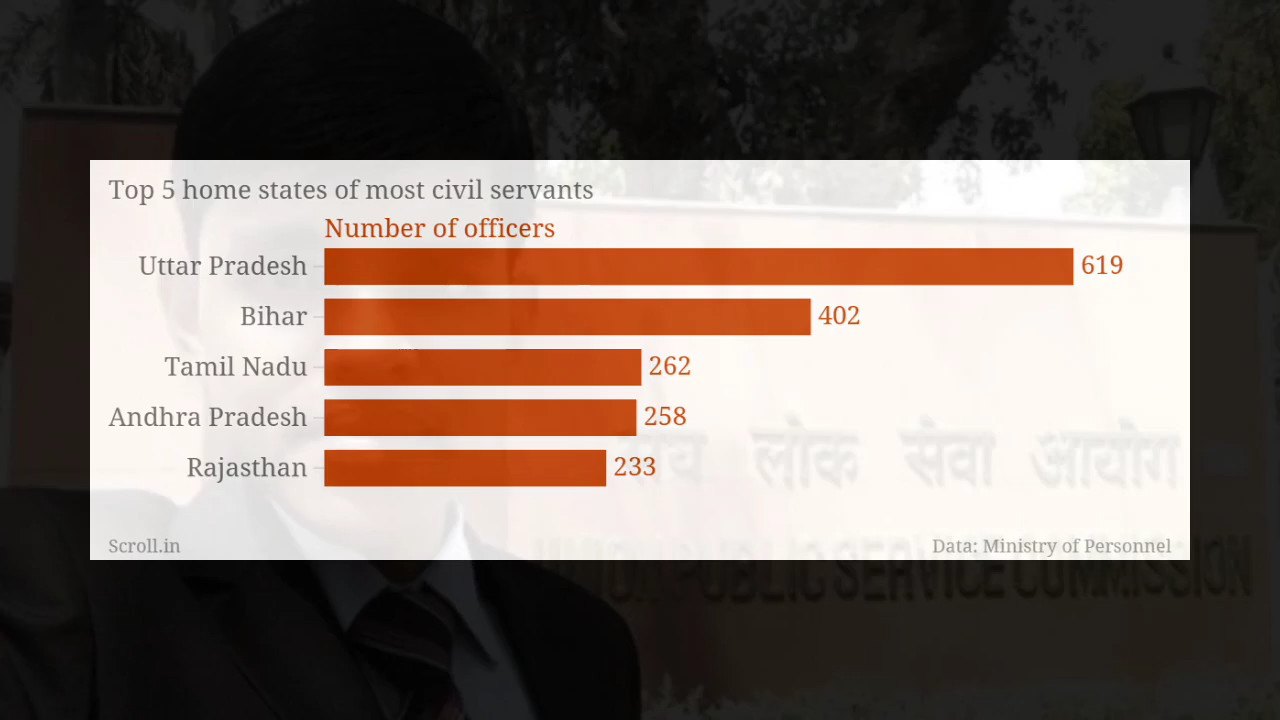 Top 5 home states of most civil servants
Number of officers
Uttar Pradesh 619
Bihar 402
Tamil Nadu 262
Andhra Pradesh 258
Rajasthan 233
लोक सेवा आयोग
Scroll.in Data: Ministry of Personnel
PUBLIC SERVICE COMMISSION